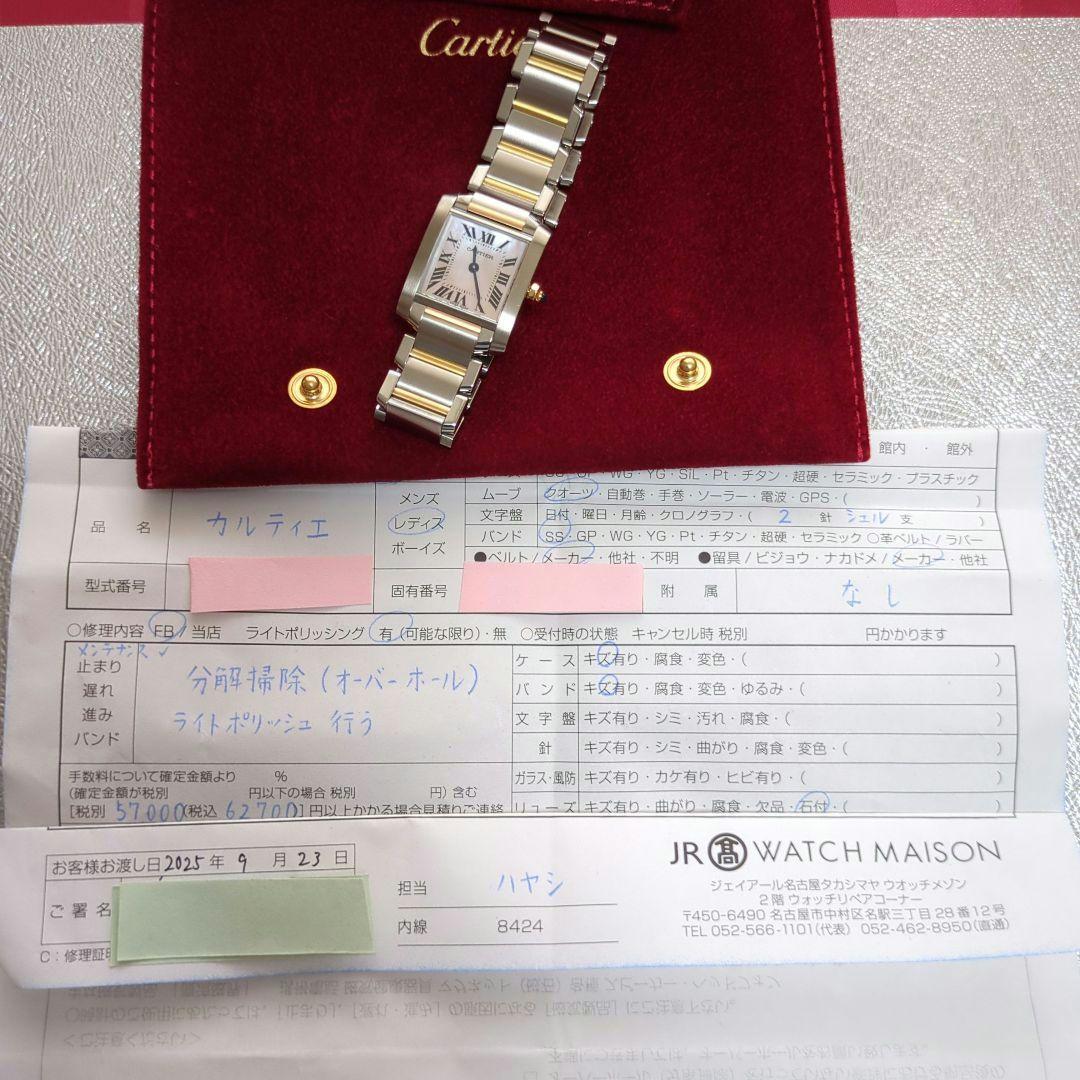 Cartie
CARTIER
館内 ・ 館外
SS・GP・WG・YG・SIL・Pt・チタン・超硬・セラミック・プラスチック
品 名
カルティエ
メンズ
レディス
ボーイズ
ムーブ クオーツ・自動巻・手巻・ソーラー・電波・GPS・( )
文字盤 日付・曜日・月齢・クロノグラフ・( 2 針 シェル 支 )
バンド SS・GP・WG・YG・Pt・チタン・超硬・セラミック ○革ベルト/ラバー
●ベルト/メーカー・他社・不明 ●留具/ビジョウ・ナカドメ/メーカー・他社
型式番号 固有番号 附 属 なし
○修理内容 FB/当店 ライトポリッシング 有(可能な限り)・無 ○受付時の状態 キャンセル時 税別 円かかります
メンテナンス✓
止まり
遅れ
進み
バンド
分解掃除(オーバーホール)
ライトポリッシュ 行う
ケース キズ有り・腐食・変色・( )
バンド キズ有り・腐食・変色・ゆるみ・( )
文字盤 キズ有り・シミ・汚れ・腐食・( )
針 キズ有り・シミ・曲がり・腐食・変色・( )
ガラス・風防 キズ有り・カケ有り・ヒビ有り・( )
リューズ キズ有り・曲がり・腐食・欠品・石付・( )
手数料について確定金額より %
(確定金額が税別 円以下の場合 税別 円)含む
[税別 57000(税込 62700)]円以上かかる場合見積りご連絡
お客様お渡し日 2025年 9 月 23 日
ご署名
C:修理証明
担当 ハヤシ
内線 8424
JR 髙 WATCH MAISON
ジェイアール名古屋タカシマヤ ウオッチメゾン
2階 ウォッチリペアコーナー
〒450-6490 名古屋市中村区名駅三丁目28番12号
TEL 052-566-1101(代表) 052-462-8950(直通)